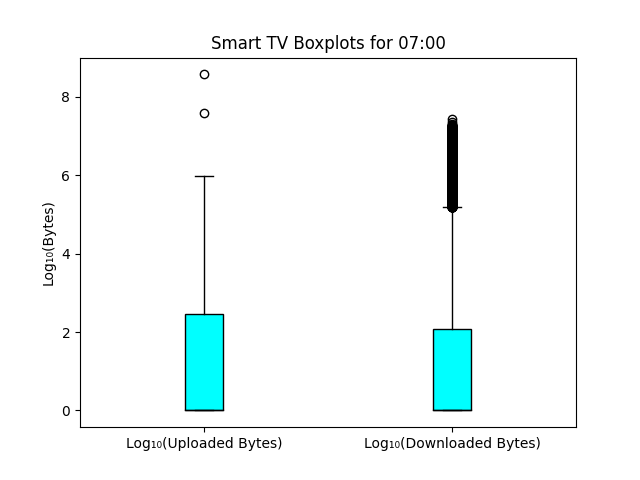 Smart TV Boxplots for 07:00
Log₁₀(Bytes)
8
6
4
2
0
Log₁₀(Uploaded Bytes)
Log₁₀(Downloaded Bytes)